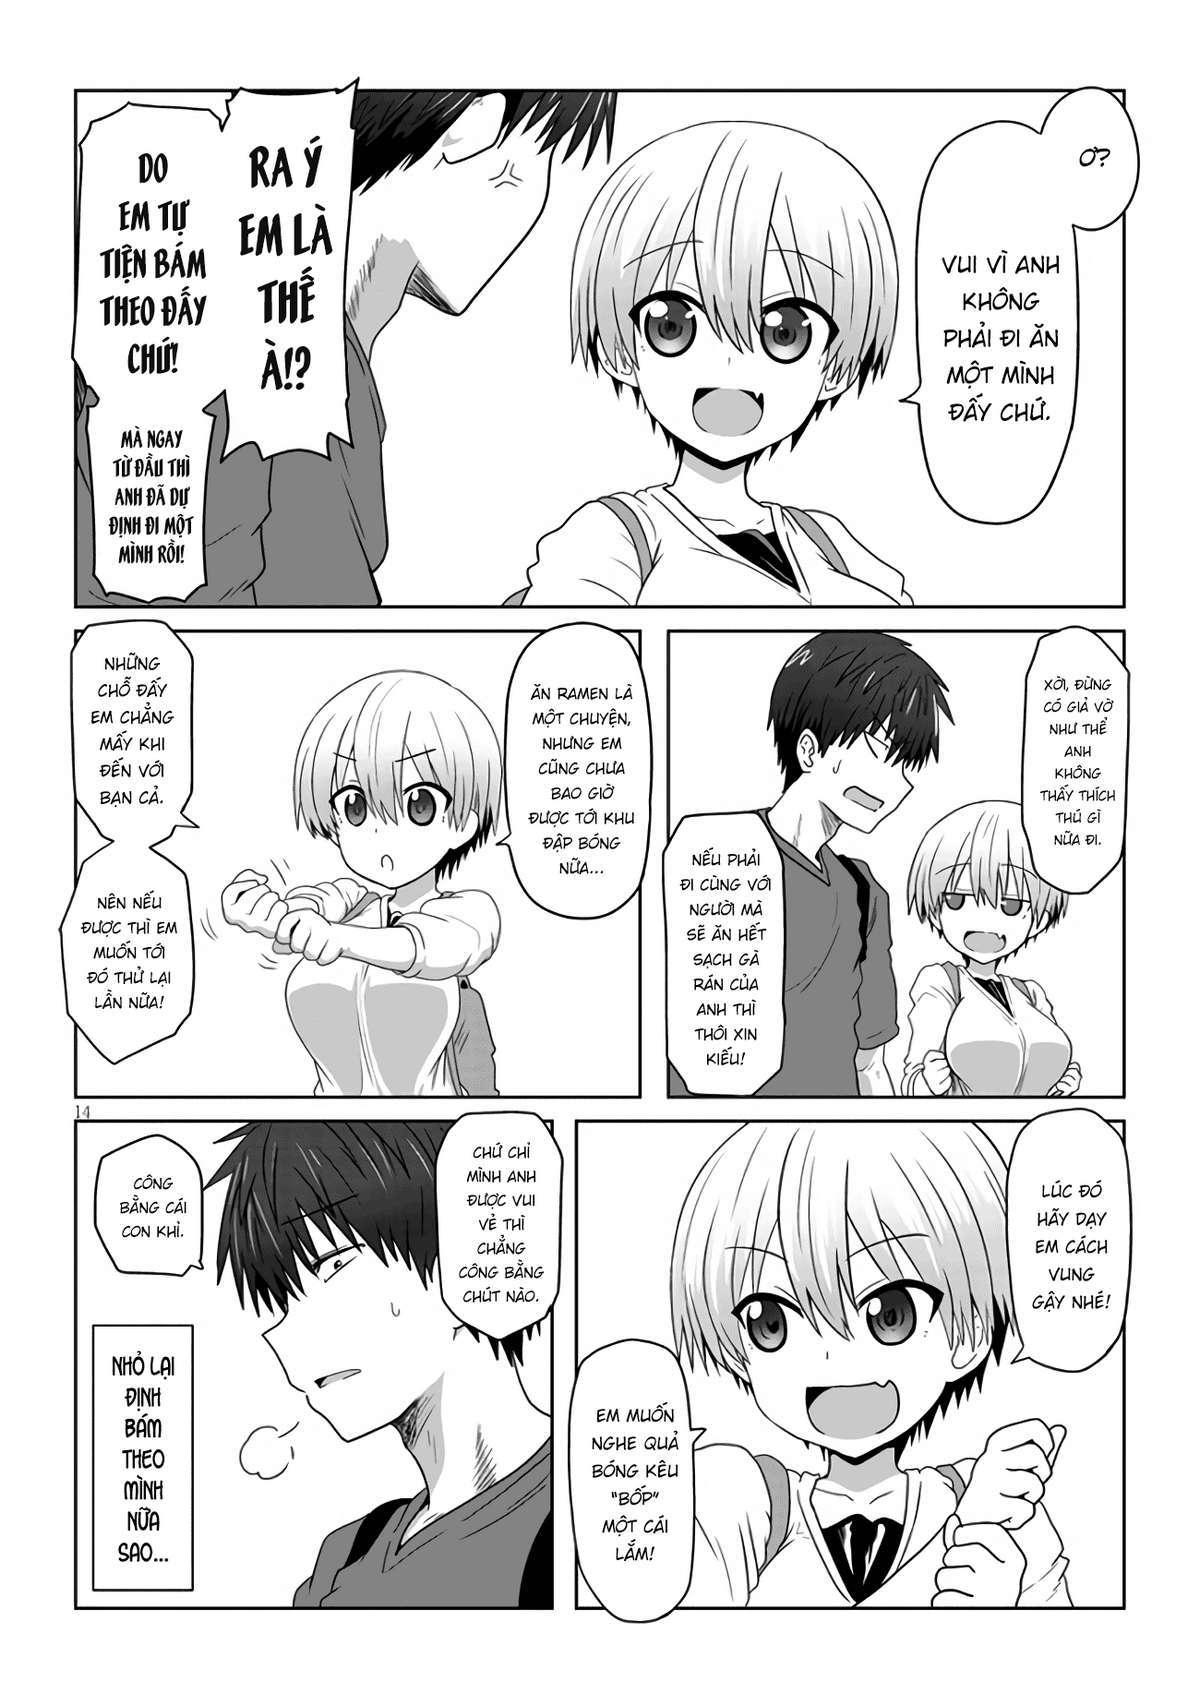 Ơ?
VUI VÌ ANH
KHÔNG
PHẢI ĐI ĂN
MỘT MÌNH
ĐẤY CHỨ.
RA Ý
EM LÀ
THẾ
À!?
DO
EM TỰ
TIỆN BÁM
THEO ĐẤY
CHỨ!
MÀ NGAY
TỪ ĐẦU THÌ
ANH ĐÃ DỰ
ĐỊNH ĐI MỘT
MÌNH RỒI!
XỜI, ĐỪNG
CÓ GIẢ VỜ
NHƯ THỂ
ANH
KHÔNG
THẤY THÍCH
THÚ GÌ
NỮA ĐI.
NẾU PHẢI
ĐI CÙNG VỚI
NGƯỜI MÀ
SẼ ĂN HẾT
SẠCH GÀ
RÁN CỦA
ANH THÌ
THÔI XIN
KIẾU!
ĂN RAMEN LÀ
MỘT CHUYỆN,
NHƯNG EM
CŨNG CHƯA
BAO GIỜ
ĐƯỢC TỚI KHU
ĐẬP BÓNG
NỮA...
NHỮNG
CHỖ ĐẤY
EM CHẲNG
MẤY KHI
ĐẾN VỚI
BẠN CẢ.
NÊN NẾU
ĐƯỢC THÌ EM
MUỐN TỚI
ĐÓ THỬ LẠI
LẦN NỮA!
14
LÚC ĐÓ
HÃY DẠY
EM CÁCH
VUNG
GẬY NHÉ!
EM MUỐN
NGHE QUẢ
BÓNG KÊU
"BỐP"
MỘT CÁI
LẮM!
CHỨ CHỈ
MÌNH ANH
ĐƯỢC VUI
VẺ THÌ
CHẲNG
CÔNG BẰNG
CHÚT NÀO.
CÔNG
BẰNG CÁI
CON KHỈ.
NHỎ LẠI
ĐỊNH
BÁM
THEO
MÌNH
NỮA
SAO...